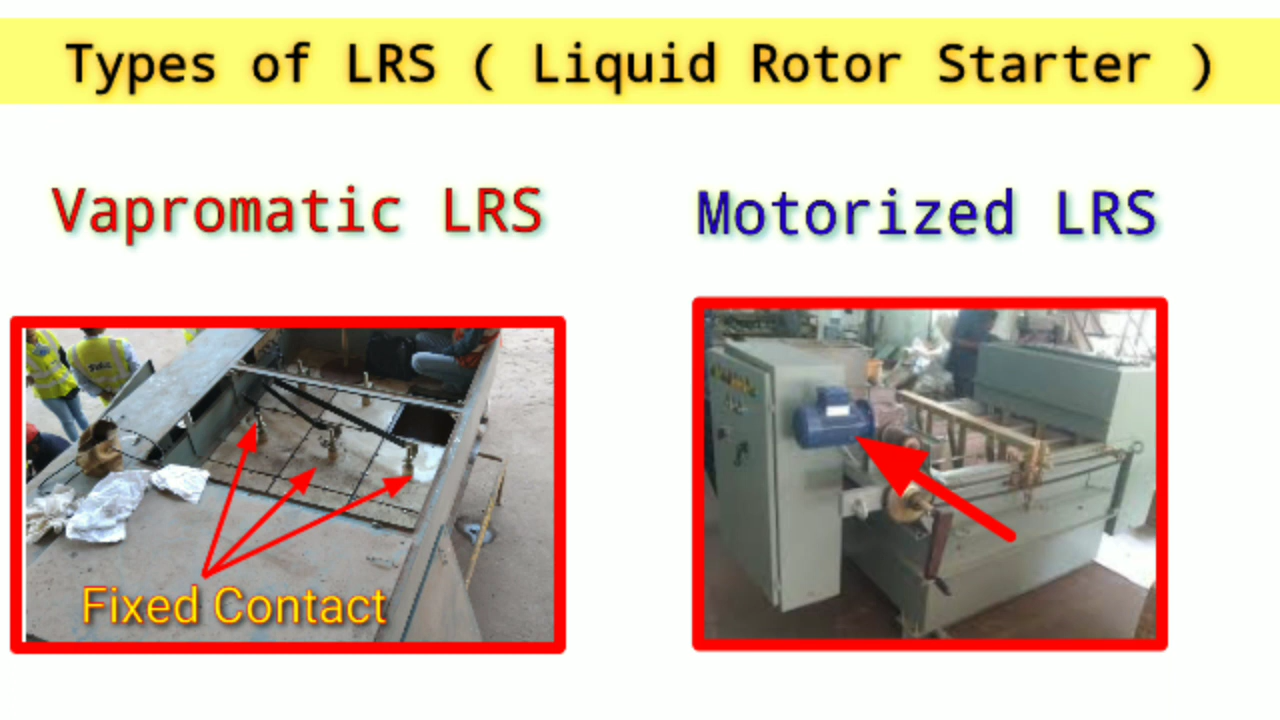 Types of LRS ( Liquid Rotor Starter )
Vapromatic LRS
Motorized LRS
Fixed Contact